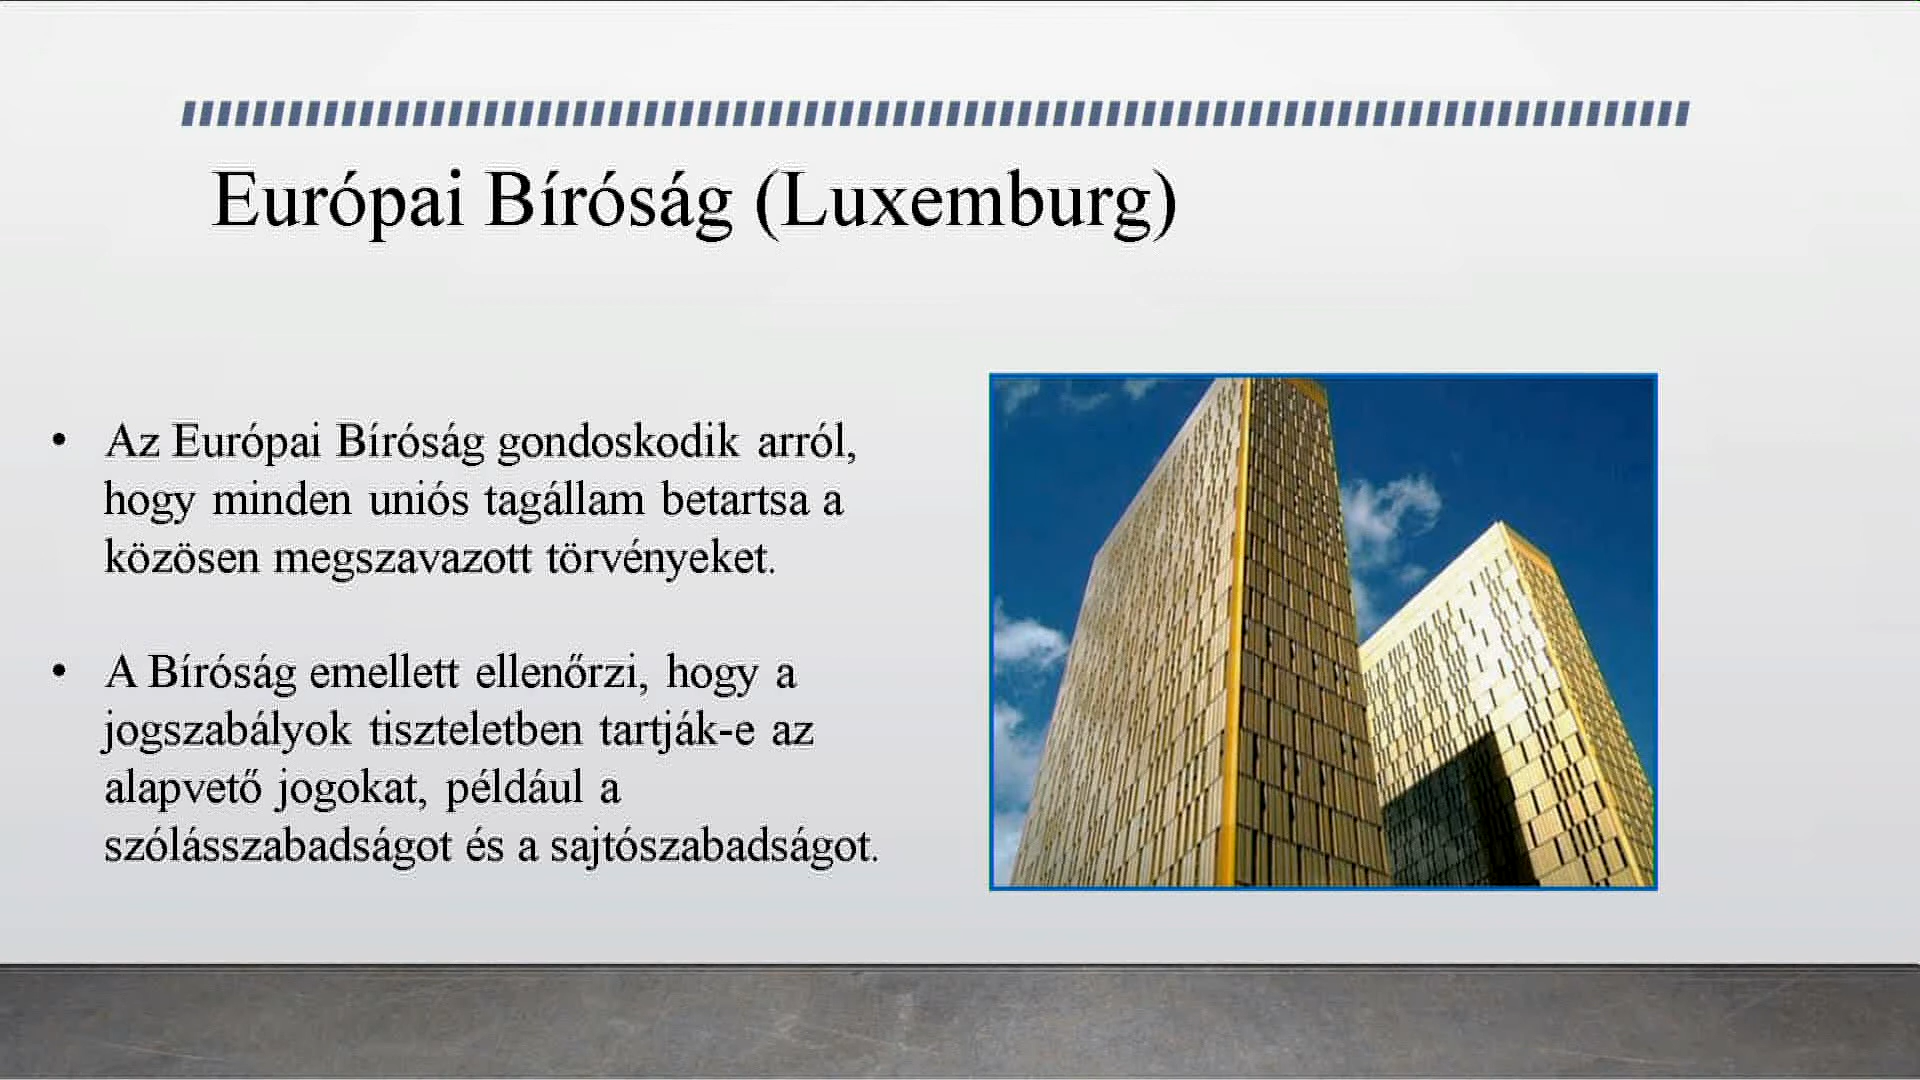 Európai Bíróság (Luxemburg)
• Az Európai Bíróság gondoskodik arról,
hogy minden uniós tagállam betartsa a
közösen megszavazott törvényeket.
• A Bíróság emellett ellenőrzi, hogy a
jogszabályok tiszteletben tartják-e az
alapvető jogokat, például a
szólásszabadságot és a sajtószabadságot.